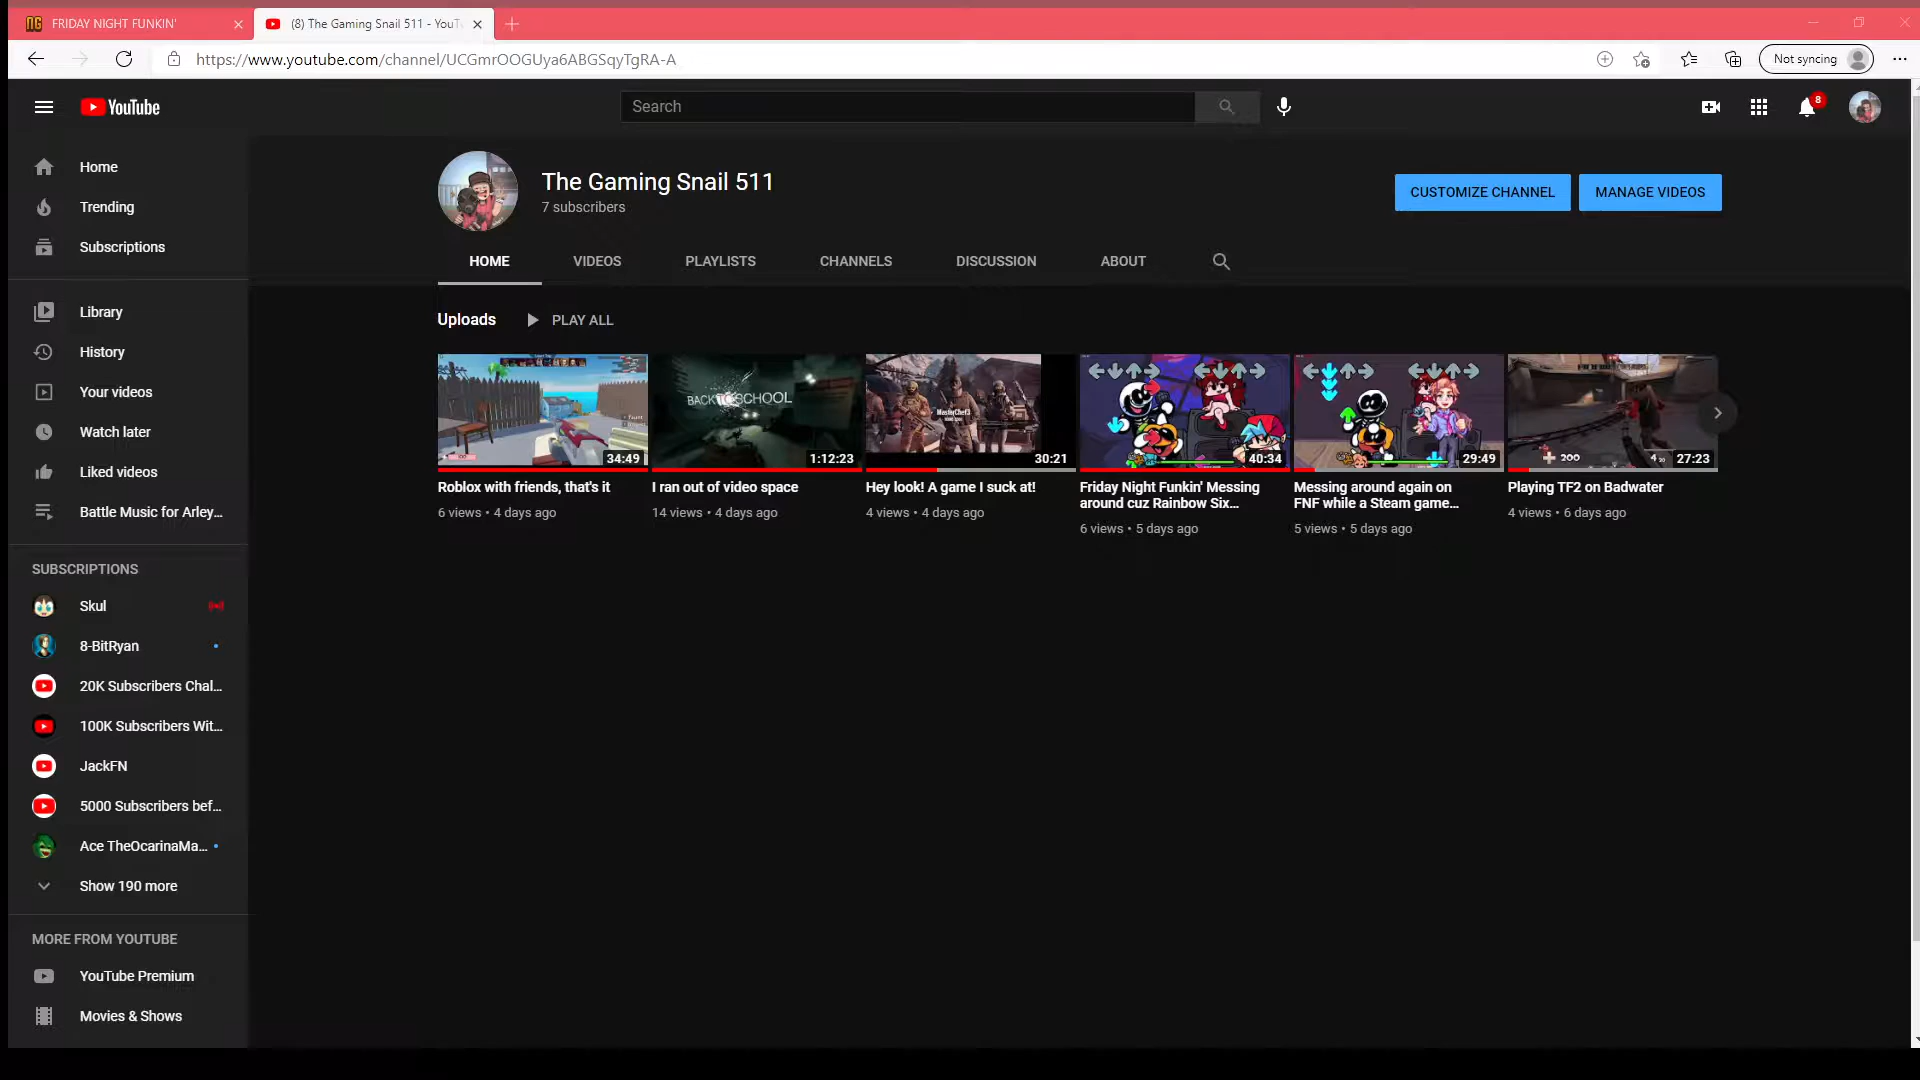 FRIDAY NIGHT FUNKIN'
(8) The Gaming Snail 511 - YouT
https://www.youtube.com/channel/UCGmrOOGUya6ABGSqyTgRA-A
Not syncing
YouTube
Search
8
Home
Trending
Subscriptions
Library
History
Your videos
Watch later
Liked videos
Battle Music for Arley...
SUBSCRIPTIONS
Skul
8-BitRyan
20K Subscribers Chal...
100K Subscribers Wit...
JackFN
5000 Subscribers bef...
Ace TheOcarinaMa...
Show 190 more
MORE FROM YOUTUBE
YouTube Premium
Movies & Shows
The Gaming Snail 511
7 subscribers
CUSTOMIZE CHANNEL
MANAGE VIDEOS
HOME
VIDEOS
PLAYLISTS
CHANNELS
DISCUSSION
ABOUT
Uploads
PLAY ALL
34:49
Roblox with friends, that's it
6 views • 4 days ago
BACK TO SCHOOL
1:12:23
I ran out of video space
14 views • 4 days ago
MasterChef3
30:21
Hey look! A game I suck at!
4 views • 4 days ago
40:34
Friday Night Funkin' Messing
around cuz Rainbow Six...
6 views • 5 days ago
29:49
Messing around again on
FNF while a Steam game...
5 views • 5 days ago
200
27:23
Playing TF2 on Badwater
4 views • 6 days ago